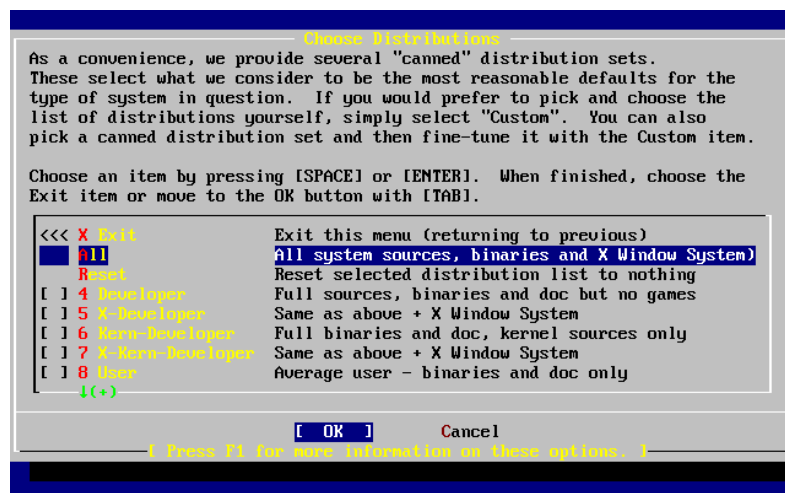 Choose Distributions
As a convenience, we provide several "canned" distribution sets.
These select what we consider to be the most reasonable defaults for the
type of system in question.  If you would prefer to pick and choose the
list of distributions yourself, simply select "Custom".  You can also
pick a canned distribution set and then fine-tune it with the Custom item.
Choose an item by pressing [SPACE] or [ENTER].  When finished, choose the
Exit item or move to the OK button with [TAB].
<<< X Exit Exit this menu (returning to previous)
All All system sources, binaries and X Window System)
Reset Reset selected distribution list to nothing
[ ] 4 Developer Full sources, binaries and doc but no games
[ ] 5 X-Developer Same as above + X Window System
[ ] 6 Kern-Developer Full binaries and doc, kernel sources only
[ ] 7 X-Kern-Developer Same as above + X Window System
[ ] 8 User Average user - binaries and doc only
↓(+)
[ OK ] Cancel
[ Press F1 for more information on these options. ]